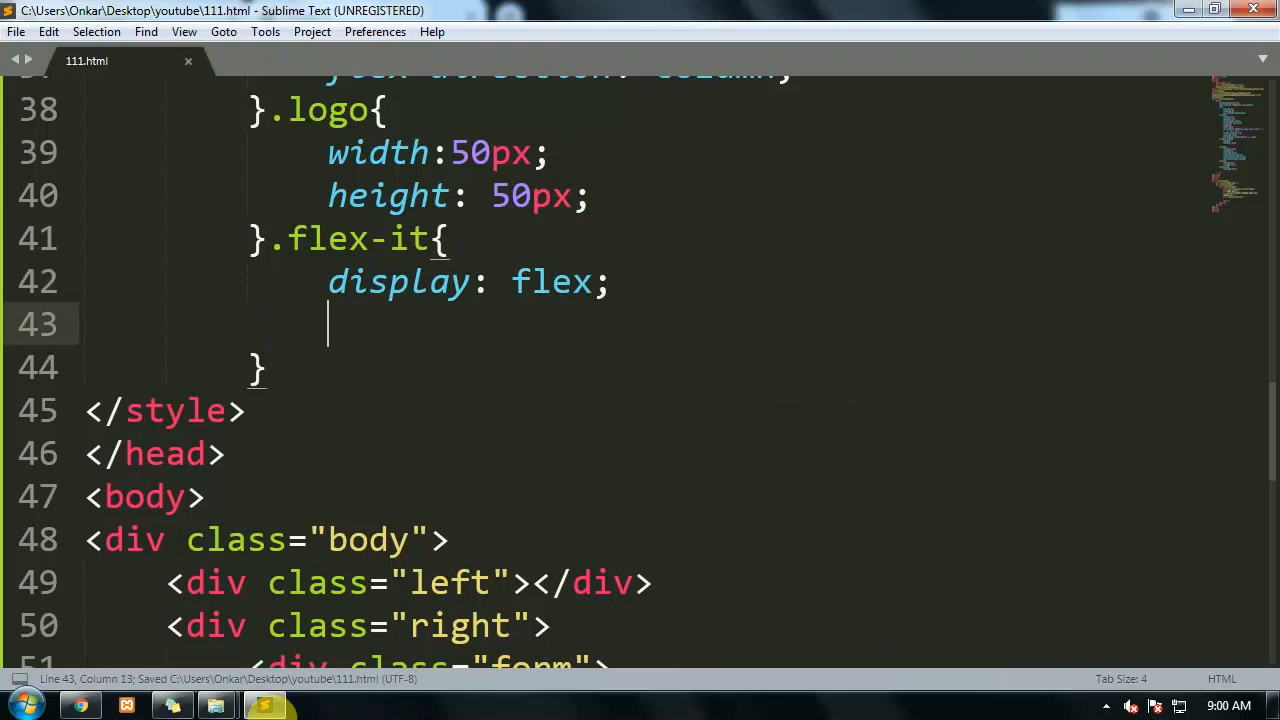 C:\Users\Onkar\Desktop\youtube\111.html - Sublime Text (UNREGISTERED)
File Edit Selection Find View Goto Tools Project Preferences Help
111.html
38 }.logo{
39 width:50px;
40 height: 50px;
41 }.flex-it{
42 display: flex;
43
44 }
45 </style>
46 </head>
47 <body>
48 <div class="body">
49 <div class="left"></div>
50 <div class="right">
51 <div class="form">
Line 43, Column 13; Saved C:\Users\Onkar\Desktop\youtube\111.html (UTF-8) Tab Size: 4 HTML
9:00 AM